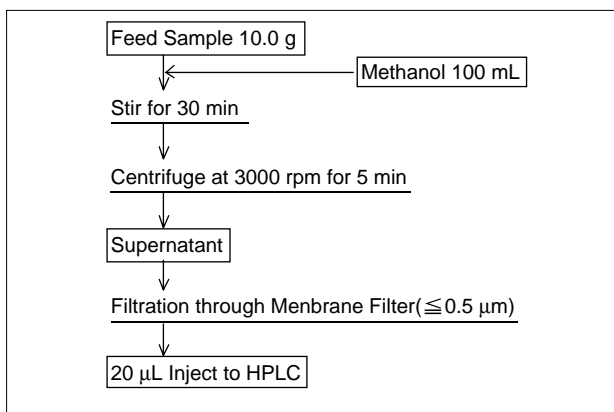 Feed Sample 10.0 g
Methanol 100 mL
Stir for 30 min
Centrifuge at 3000 rpm for 5 min
Supernatant
Filtration through Menbrane Filter(≦0.5 μm)
20 μL Inject to HPLC